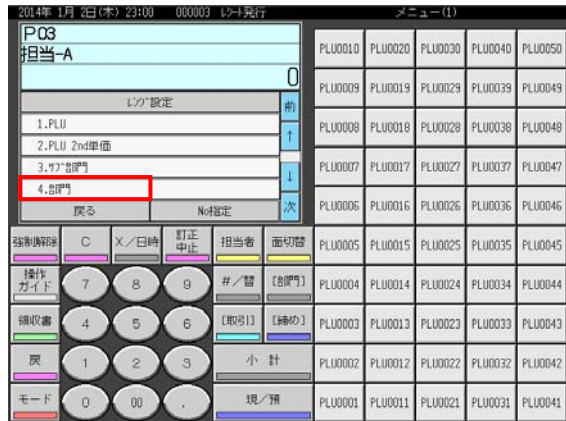 2014年 1月 2日(木) 23:00 000003 ﾚｼｰﾄ発行 メニュー(1)
P03
担当-A
0
ﾚﾝｼﾞ設定
前
1.PLU
↑
2.PLU 2nd単価
3.ｻﾌﾞ部門
↓
4.部門
戻る No指定 次
強制解除 C X／日時 訂正中止 担当者 面切替
操作ガイド 7 8 9 #／替 [部門]
領収書 4 5 6 [取引] [締め]
戻 1 2 3 小 計
モード 0 00 . 現／預
PLU0010 PLU0020 PLU0030 PLU0040 PLU0050
PLU0009 PLU0019 PLU0029 PLU0039 PLU0049
PLU0008 PLU0018 PLU0028 PLU0038 PLU0048
PLU0007 PLU0017 PLU0027 PLU0037 PLU0047
PLU0006 PLU0016 PLU0026 PLU0036 PLU0046
PLU0005 PLU0015 PLU0025 PLU0035 PLU0045
PLU0004 PLU0014 PLU0024 PLU0034 PLU0044
PLU0003 PLU0013 PLU0023 PLU0033 PLU0043
PLU0002 PLU0012 PLU0022 PLU0032 PLU0042
PLU0001 PLU0011 PLU0021 PLU0031 PLU0041